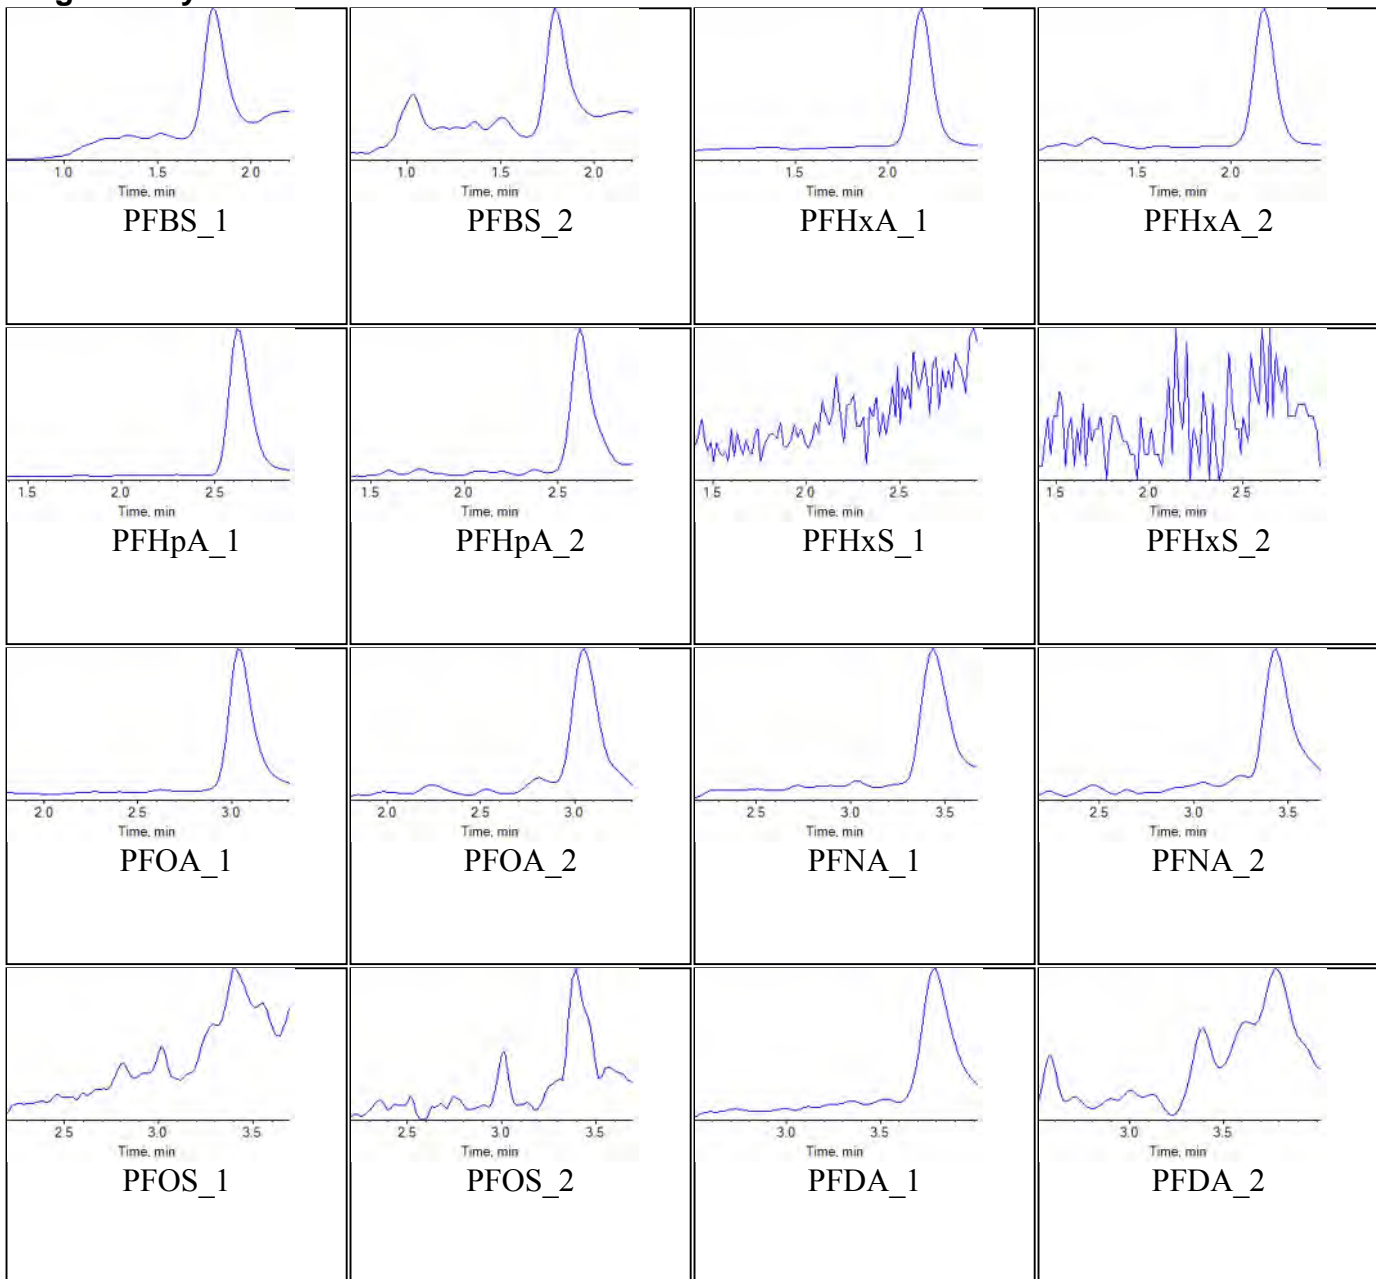 1.0 1.5 2.0 1.0 1.5 2.0 1.5 2.0 1.5 2.0
Time, min Time, min Time, min Time, min
PFBS_1 PFBS_2 PFHxA_1 PFHxA_2
1.5 2.0 2.5 1.5 2.0 2.5 1.5 2.0 2.5 1.5 2.0 2.5
Time, min Time, min Time, min Time, min
PFHpA_1 PFHpA_2 PFHxS_1 PFHxS_2
2.0 2.5 3.0 2.0 2.5 3.0 2.5 3.0 3.5 2.5 3.0 3.5
Time, min Time, min Time, min Time, min
PFOA_1 PFOA_2 PFNA_1 PFNA_2
2.5 3.0 3.5 2.5 3.0 3.5 3.0 3.5 3.0 3.5
Time, min Time, min Time, min Time, min
PFOS_1 PFOS_2 PFDA_1 PFDA_2